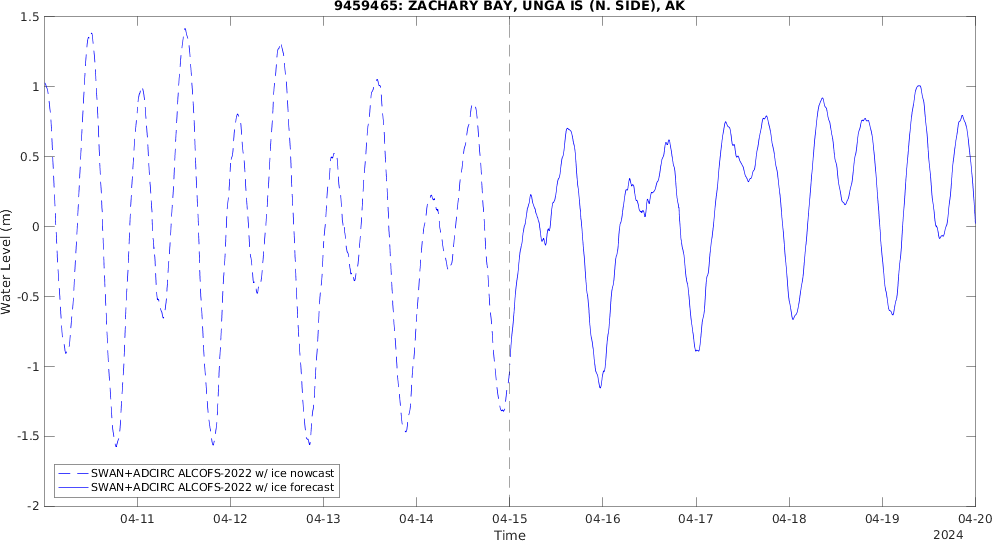 9459465: ZACHARY BAY, UNGA IS (N. SIDE), AK
1.5
1
0.5
0
-0.5
-1
-1.5
-2
Water Level (m)
SWAN+ADCIRC ALCOFS-2022 w/ ice nowcast
SWAN+ADCIRC ALCOFS-2022 w/ ice forecast
04-11 04-12 04-13 04-14 04-15 04-16 04-17 04-18 04-19 04-20
Time
2024